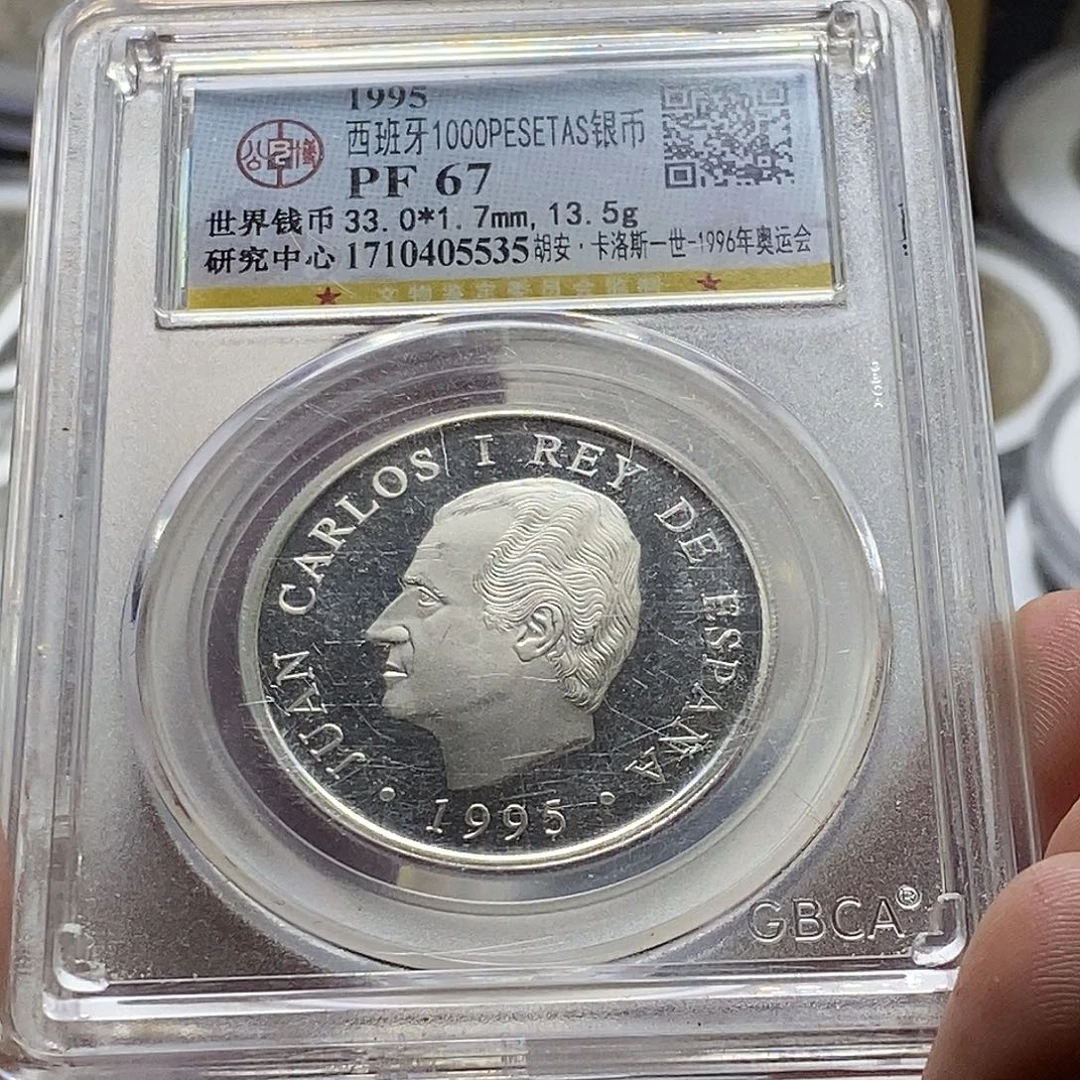 1995
西班牙1000PESETAS银币
PF 67
世界钱币 33.0*1.7mm, 13.5g
研究中心 1710405535 胡安·卡洛斯一世-1996年奥运会
JUAN CARLOS I REY DE ESPAÑA
• 1995 •
GBCA®